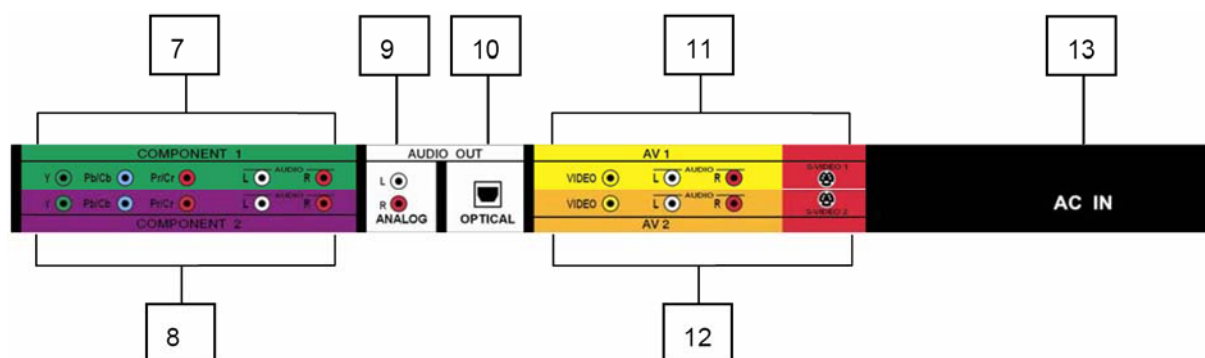 7 9 10 11 13
COMPONENT 1 AUDIO OUT AV 1 S-VIDEO 1
Y Pb/Cb Pr/Cr L AUDIO R L VIDEO L AUDIO R
Y Pb/Cb Pr/Cr L R R VIDEO L AUDIO R AC IN
ANALOG OPTICAL S-VIDEO 2
COMPONENT 2 AV 2
8 12